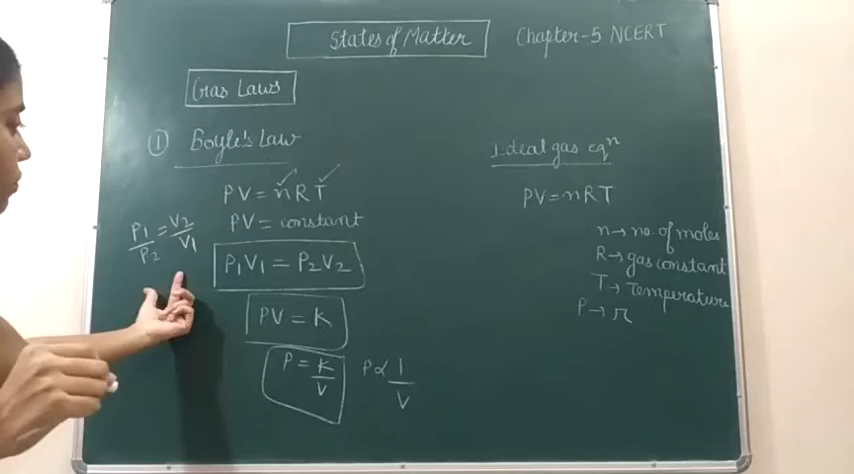 States of Matter Chapter-5 NCERT
Gas Laws
① Boyle's Law
PV = nRT
PV = constant
P1/P2 = V2/V1
P1V1 = P2V2
PV = K
P = K/V P ∝ 1/V
Ideal gas eqn
PV = nRT
n → no. of moles
R → gas constant
T → Temperature
P →